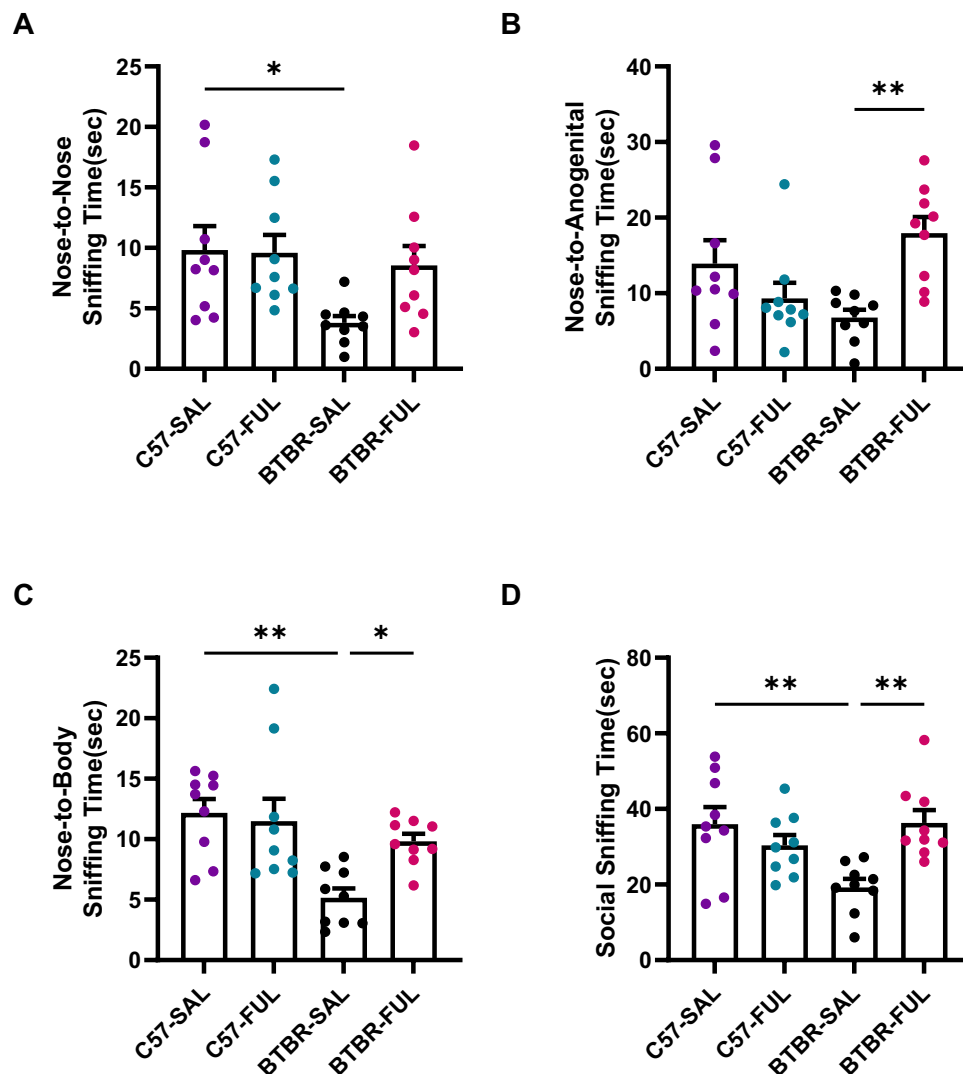 A
Nose-to-Nose
Sniffing Time(sec)
25
20
15
10
5
0
*
C57-SAL
C57-FUL
BTBR-SAL
BTBR-FUL
B
Nose-to-Anogenital
Sniffing Time(sec)
40
30
20
10
0
**
C57-SAL
C57-FUL
BTBR-SAL
BTBR-FUL
C
Nose-to-Body
Sniffing Time(sec)
25
20
15
10
5
0
**
*
C57-SAL
C57-FUL
BTBR-SAL
BTBR-FUL
D
Social Sniffing Time(sec)
80
60
40
20
0
**
**
C57-SAL
C57-FUL
BTBR-SAL
BTBR-FUL